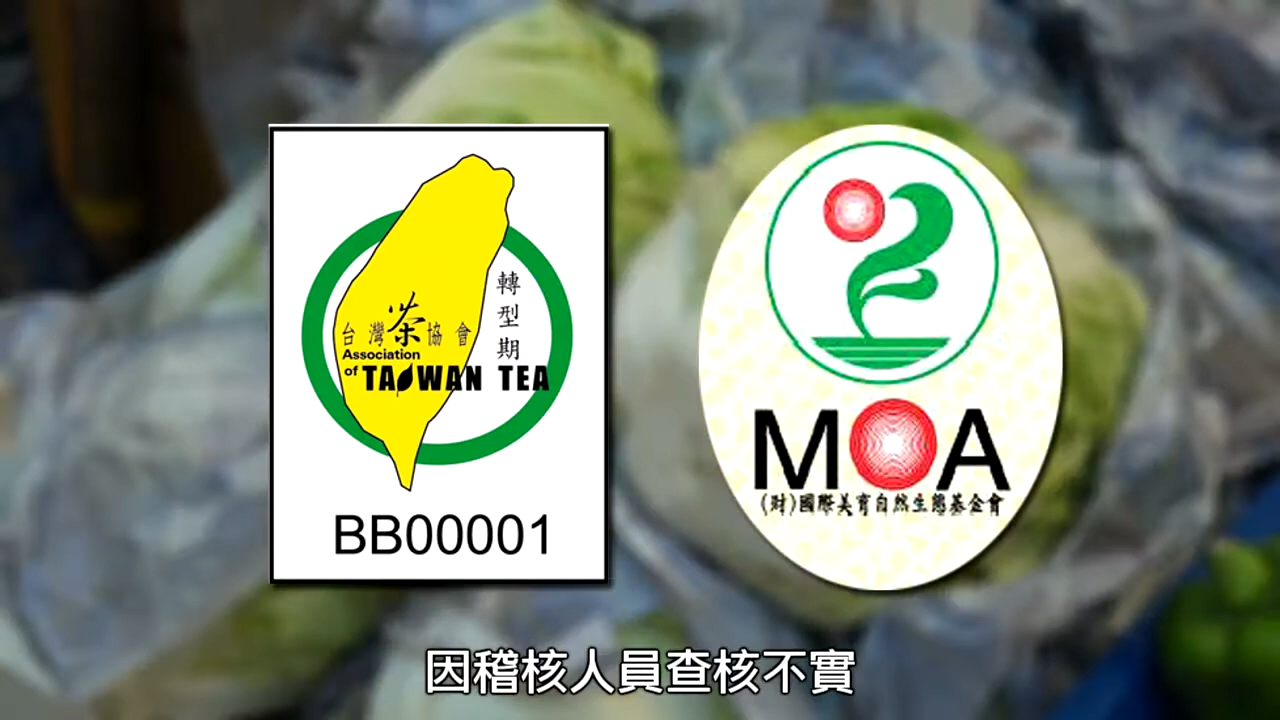 轉型期
台灣茶協會
Association
of TAIWAN TEA
BB00001
MOA
(財)國際美育自然生態基金會
因稽核人員查核不實